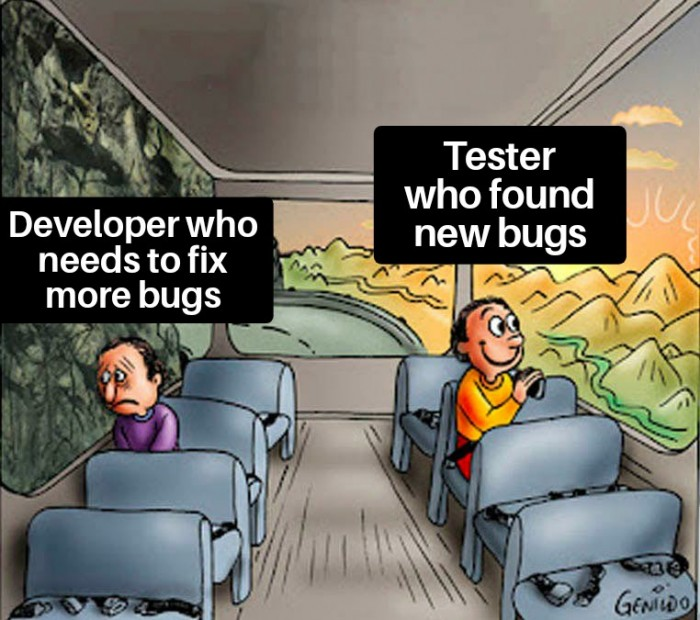 Developer who
needs to fix
more bugs
Tester
who found
new bugs
GENILDO